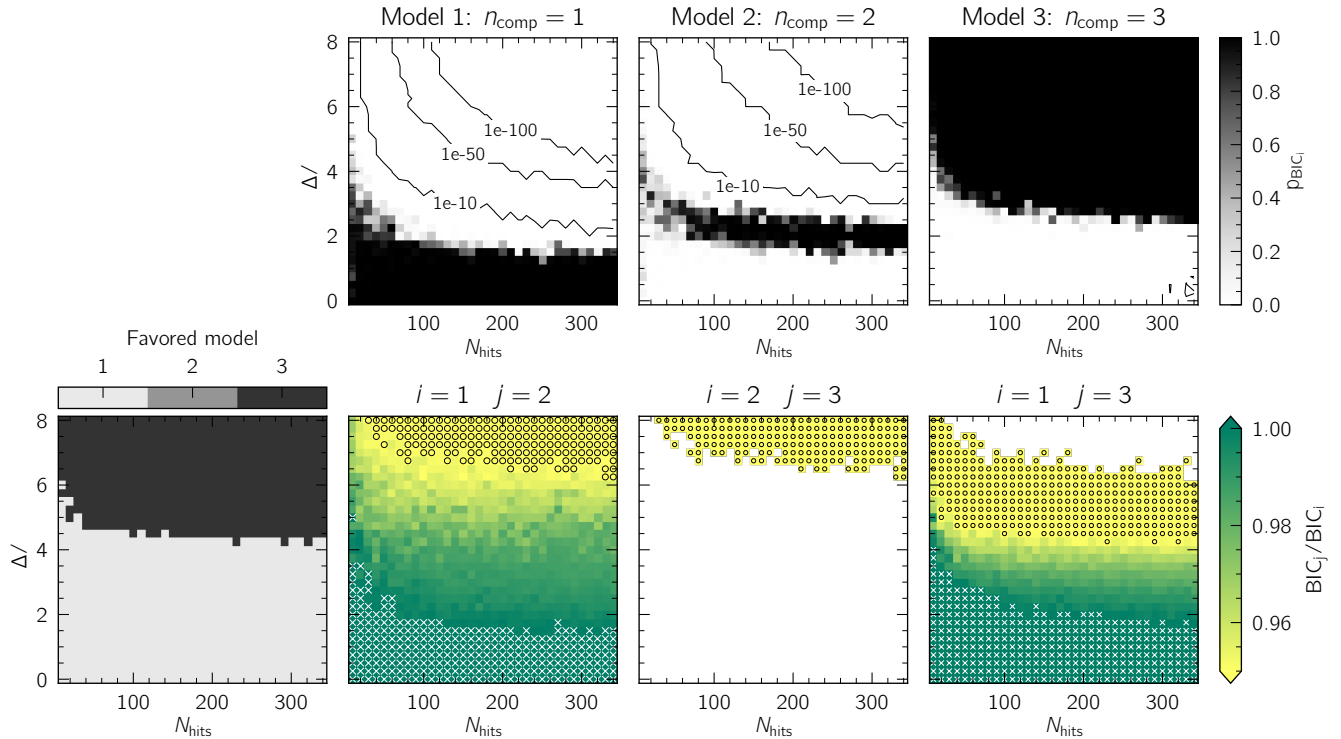 Model 1: n_comp = 1
Model 2: n_comp = 2
Model 3: n_comp = 3
8
6
4
2
0
Δl
1e-100
1e-50
1e-10
1e-100
1e-50
1e-10
1.0
0.8
0.6
0.4
0.2
0.0
p_BIC_i
100 200 300
100 200 300
100 200 300
N_hits
N_hits
N_hits
Favored model
1 2 3
i = 1 j = 2
i = 2 j = 3
i = 1 j = 3
8
6
4
2
0
Δl
1.00
0.98
0.96
BIC_j/BIC_i
100 200 300
100 200 300
100 200 300
100 200 300
N_hits
N_hits
N_hits
N_hits